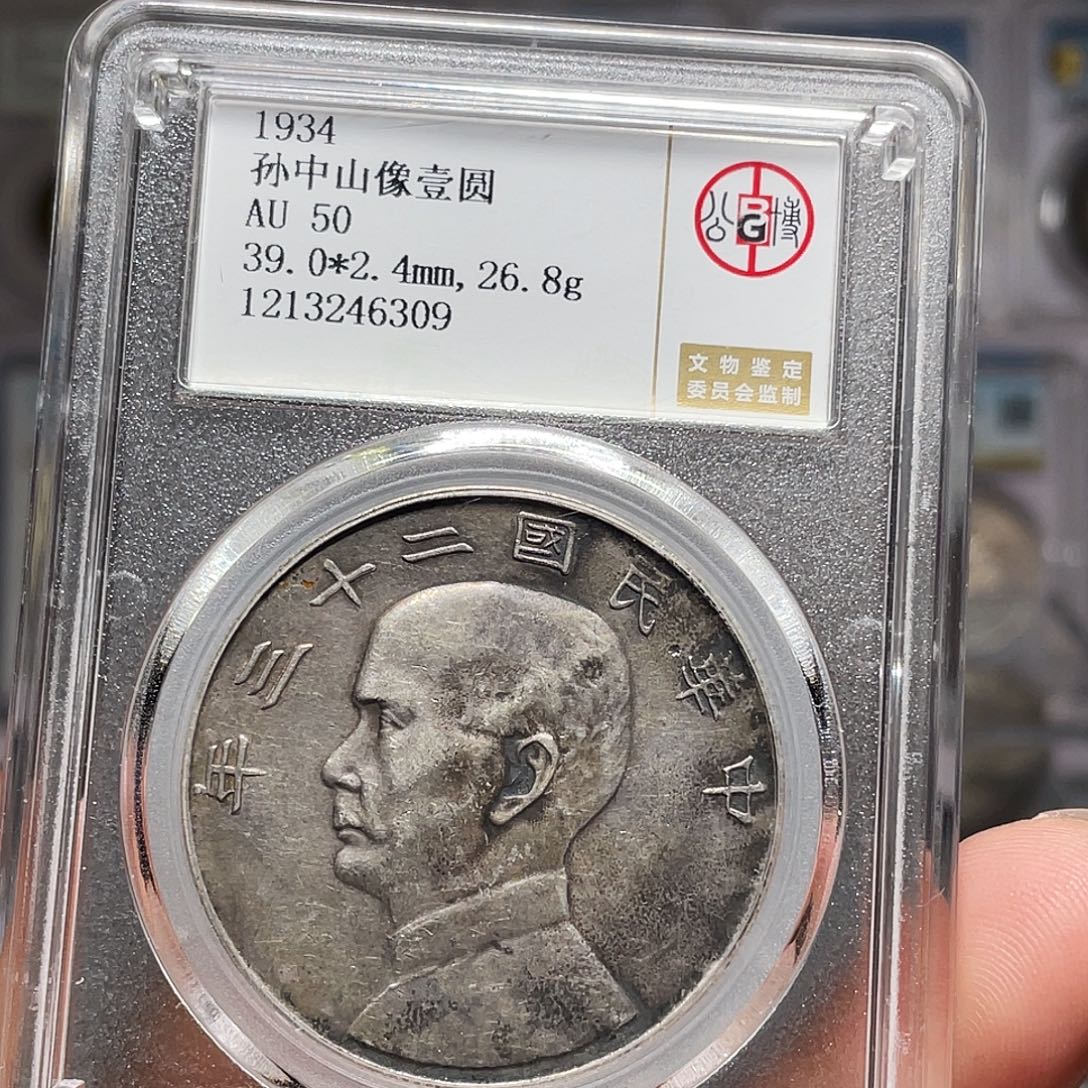 1934
孙中山像壹圆
AU 50
39.0*2.4mm,26.8g
1213246309
公博
BG
文物鉴定
委员会监制
中華民國二十三年